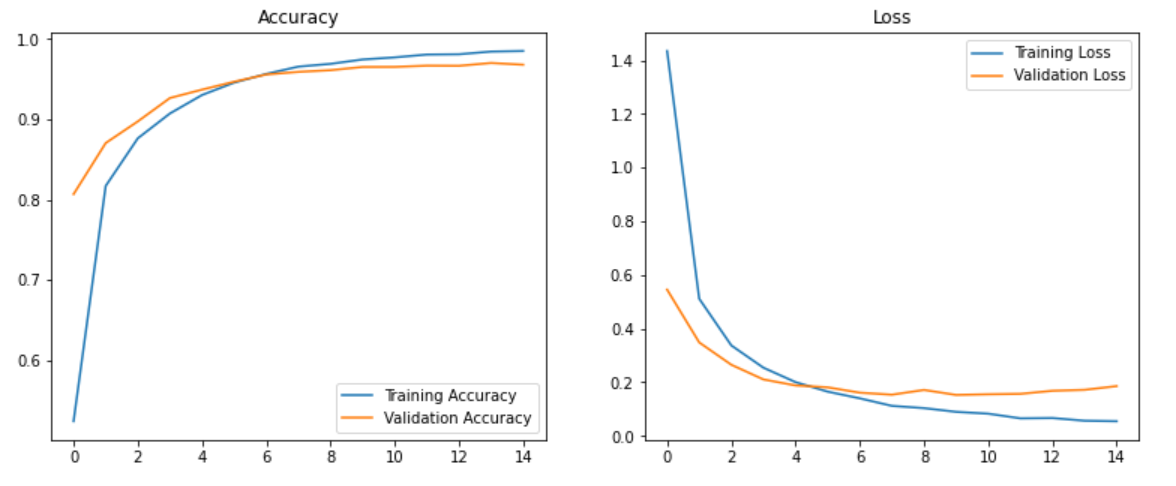 Accuracy
1.0
0.9
0.8
0.7
0.6
0 2 4 6 8 10 12 14
Training Accuracy
Validation Accuracy
Loss
1.4
1.2
1.0
0.8
0.6
0.4
0.2
0.0
0 2 4 6 8 10 12 14
Training Loss
Validation Loss